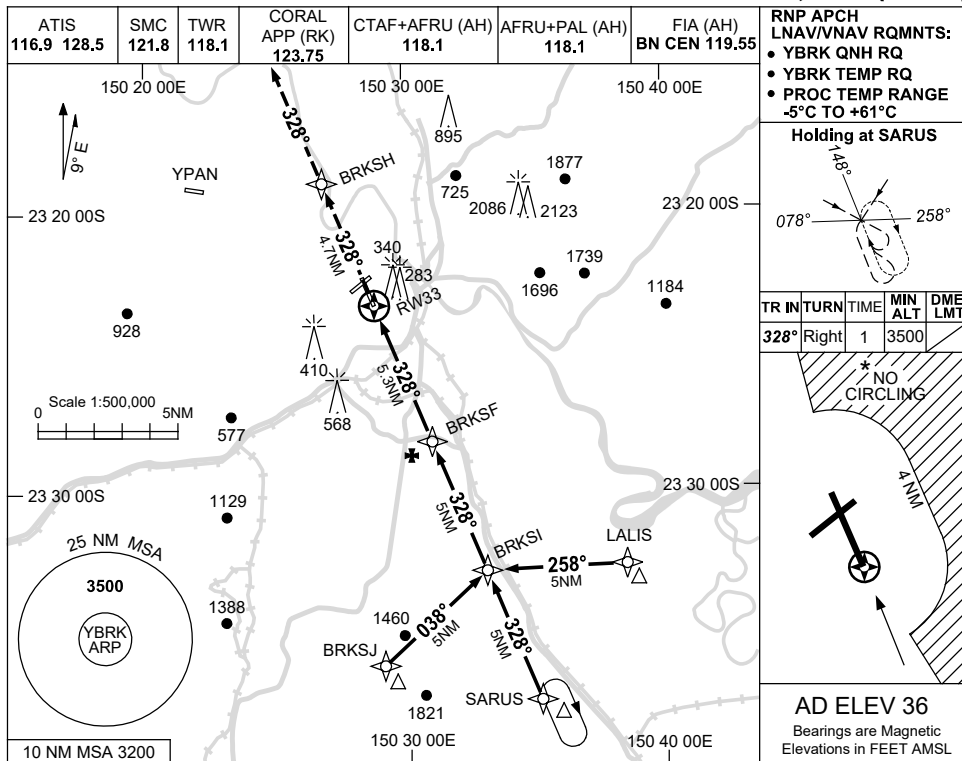 ATIS
116.9 128.5
SMC
121.8
TWR
118.1
CORAL
APP (RK)
123.75
CTAF+AFRU (AH)
118.1
AFRU+PAL (AH)
118.1
FIA (AH)
BN CEN 119.55
RNP APCH
LNAV/VNAV RQMNTS:
• YBRK QNH RQ
• YBRK TEMP RQ
• PROC TEMP RANGE
-5°C TO +61°C
150 20 00E
150 30 00E
150 40 00E
9° E
YPAN
328°
BRKSH
895
725
1877
2086
2123
23 20 00S
23 20 00S
328°
4.7NM
340
283
RW33
1696
1739
1184
928
410
568
328°
5.3NM
Scale 1:500,000
0
5NM
577
BRKSF
23 30 00S
23 30 00S
1129
328°
5NM
BRKSI
LALIS
258°
5NM
25 NM MSA
3500
YBRK
ARP
1388
1460
038°
5NM
328°
5NM
BRKSJ
SARUS
1821
150 30 00E
150 40 00E
10 NM MSA 3200
Holding at SARUS
148°
078°
258°
TR IN
TURN
TIME
MIN
ALT
DME
LMT
328°
Right
1
3500
* NO
CIRCLING
4 NM
AD ELEV 36
Bearings are Magnetic
Elevations in FEET AMSL